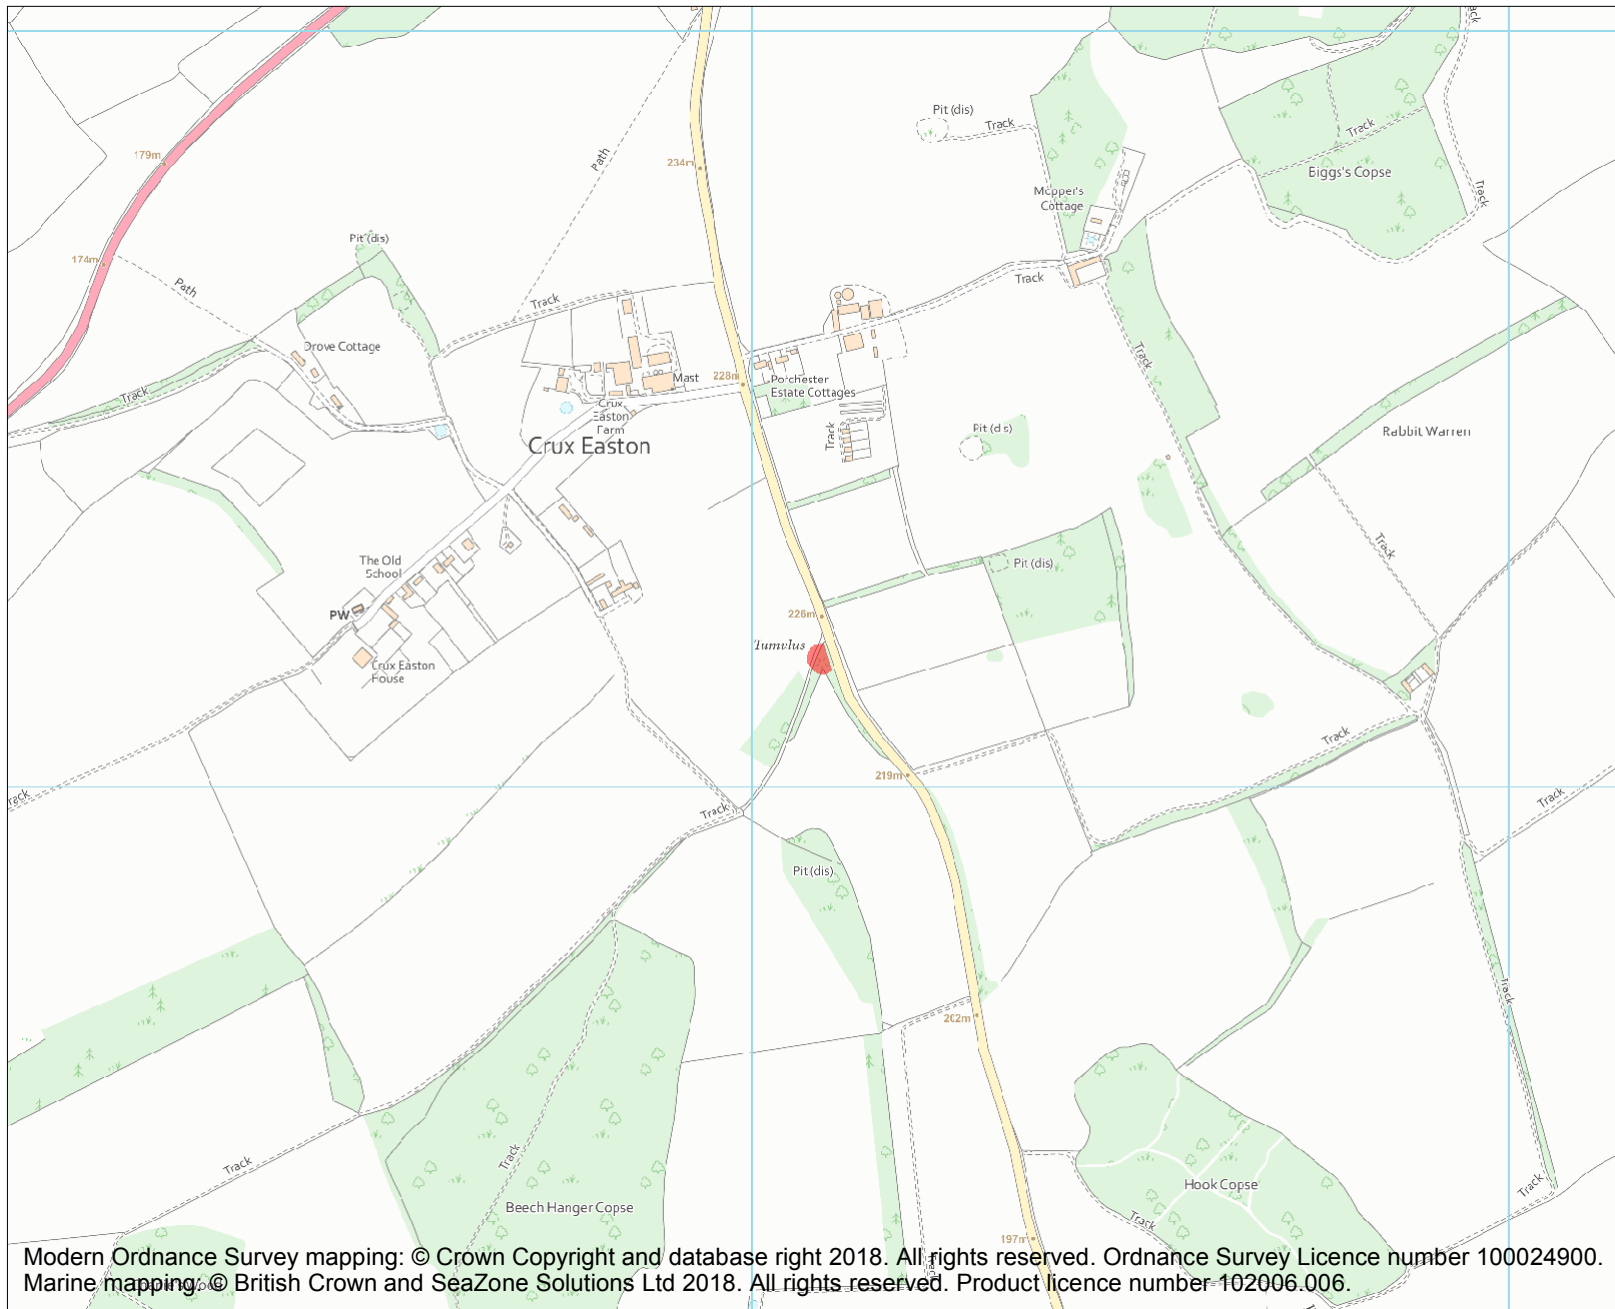 Track
Pit (dis)
Track
179m
Path
234m
Track
Biggs's Copse
Mopper's
Cottage
Track
Pit (dis)
174m
Path
Track
Track
Drove Cottage
Track
Mast
228m
Porchester
Estate Cottages
Track
Crux
Easton
Farm
Crux Easton
Track
Pit (dis)
Rabbit Warren
Track
The Old
School
Pit (dis)
PW
226m
Tumulus
Crux Easton
House
219m
Track
Track
Track
Track
Pit (dis)
Track
202m
Track
Track
Beech Hanger Copse
Hook Copse
Track
Track
197m
Track
Modern Ordnance Survey mapping: © Crown Copyright and database right 2018. All rights reserved. Ordnance Survey Licence number 100024900.
Marine mapping: © British Crown and SeaZone Solutions Ltd 2018. All rights reserved. Product licence number 102006.006.